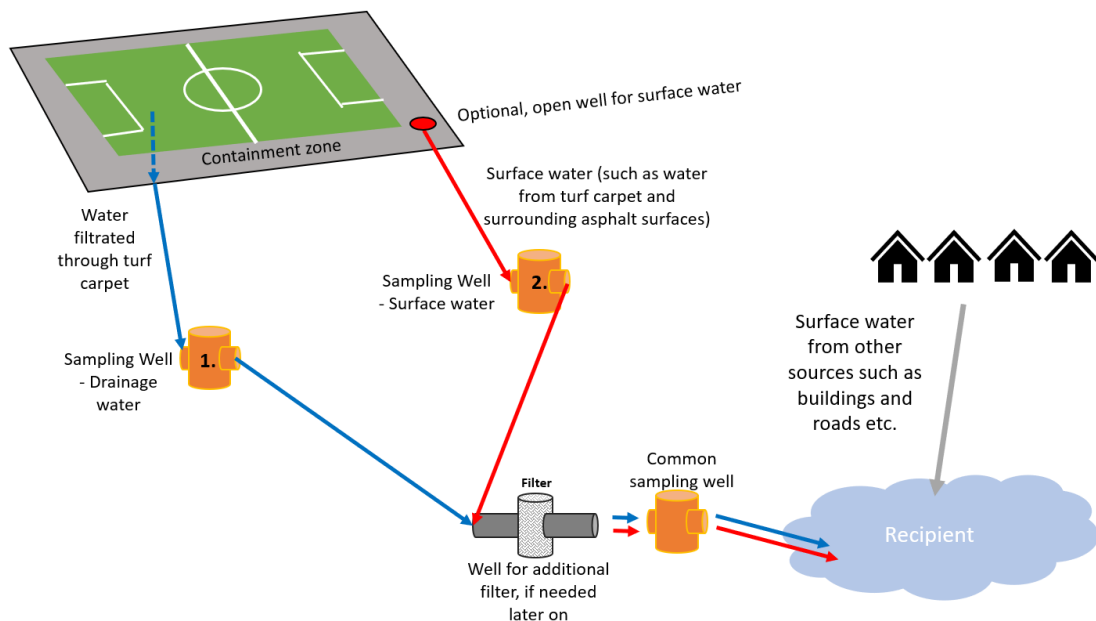 Optional, open well for surface water
Containment zone
Surface water (such as water
from turf carpet and
surrounding asphalt surfaces)
Water
filtrated
through turf
carpet
Sampling Well
- Surface water
2.
Sampling Well
- Drainage
water
1.
Surface water
from other
sources such as
buildings and
roads etc.
Common
sampling well
Filter
Well for additional
filter, if needed
later on
Recipient